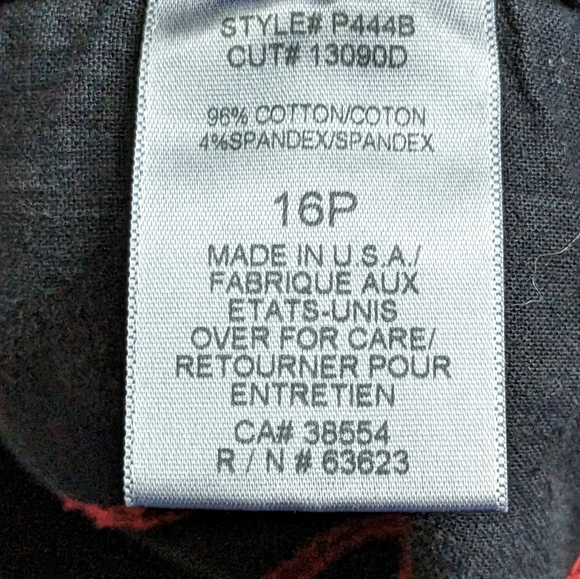 STYLE# P444B
CUT# 13090D
96% COTTON/COTON
4%SPANDEX/SPANDEX
16P
MADE IN U.S.A./
FABRIQUE AUX
ETATS-UNIS
OVER FOR CARE/
RETOURNER POUR
ENTRETIEN
CA# 38554
R / N # 63623